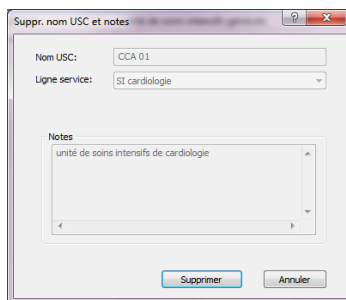 Suppr. nom USC et notes
Nom USC: CCA 01
Ligne service: SI cardiologie
Notes
unité de soins intensifs de cardiologie
Supprimer Annuler